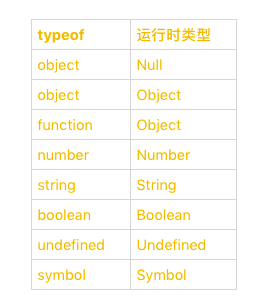 typeof 运行时类型
object Null
object Object
function Object
number Number
string String
boolean Boolean
undefined Undefined
symbol Symbol